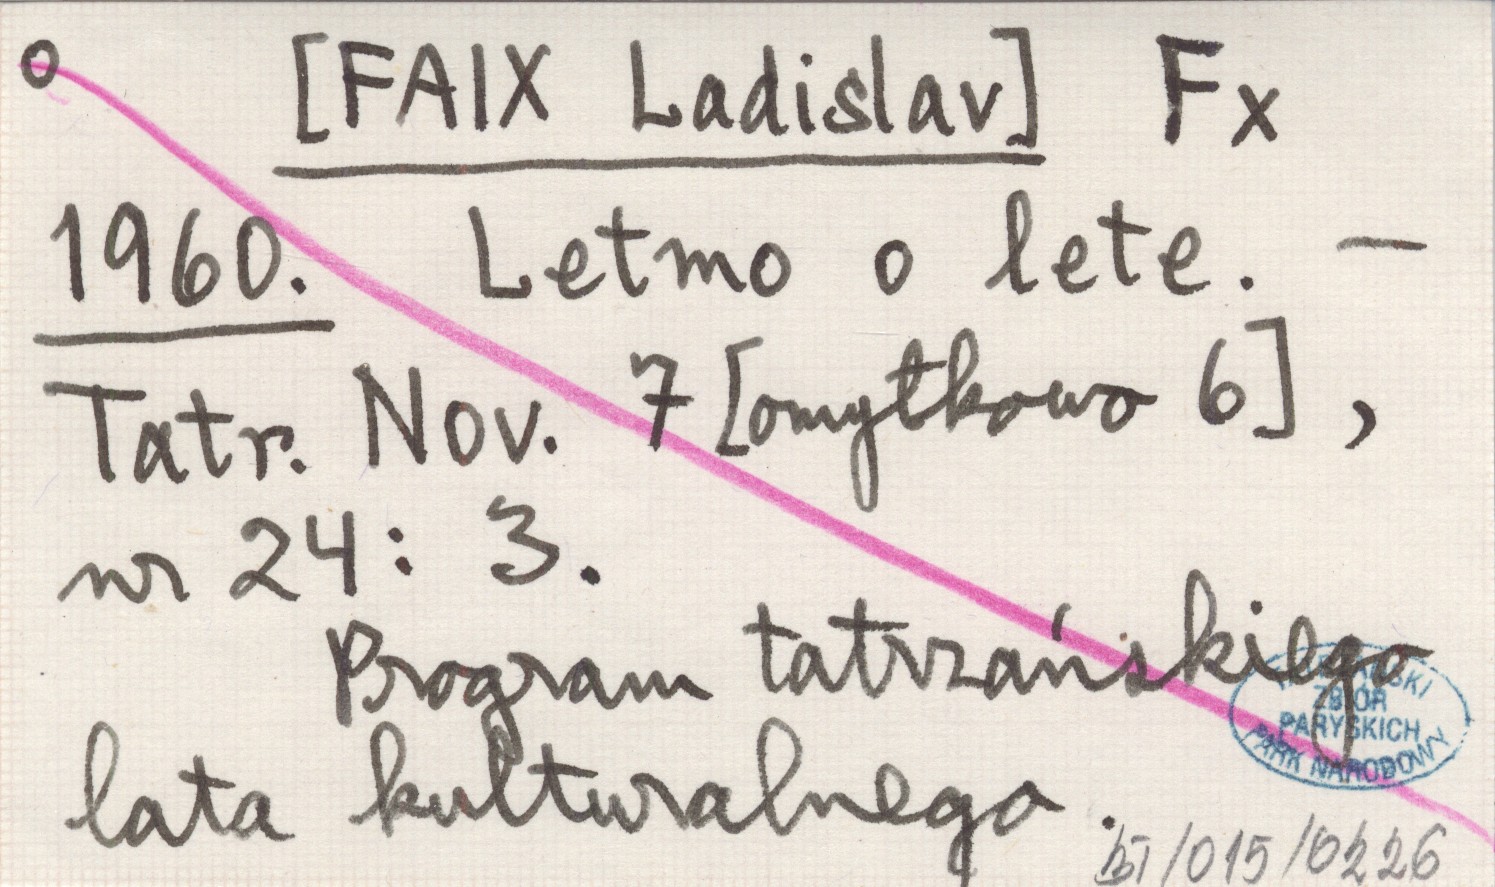 o [FAIX Ladislav] Fx
1960. Letmo o lete. —
Tatr. Nov. 7 [omyłkowo 6],
nr 24: 3.
Program tatrzańskiego
lata kulturalnego.
ZBIÓR
PARYSKICH
PARK NARODOWY
BT/015/0226